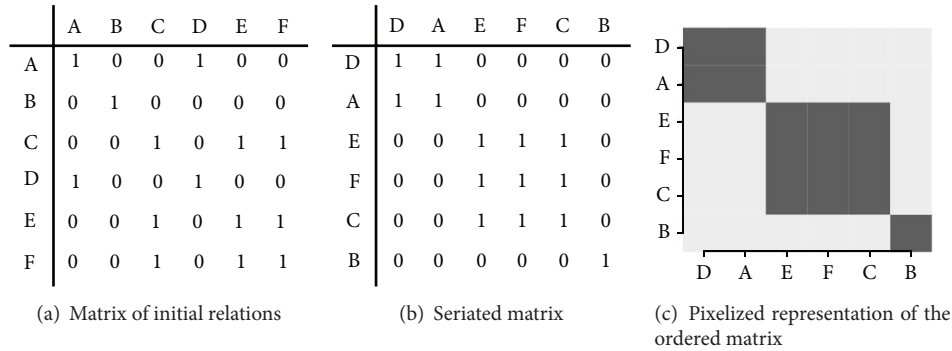 A B C D E F
A 1 0 0 1 0 0
B 0 1 0 0 0 0
C 0 0 1 0 1 1
D 1 0 0 1 0 0
E 0 0 1 0 1 1
F 0 0 1 0 1 1
(a) Matrix of initial relations
D A E F C B
D 1 1 0 0 0 0
A 1 1 0 0 0 0
E 0 0 1 1 1 0
F 0 0 1 1 1 0
C 0 0 1 1 1 0
B 0 0 0 0 0 1
(b) Seriated matrix
D
A
E
F
C
B
D A E F C B
(c) Pixelized representation of the
ordered matrix